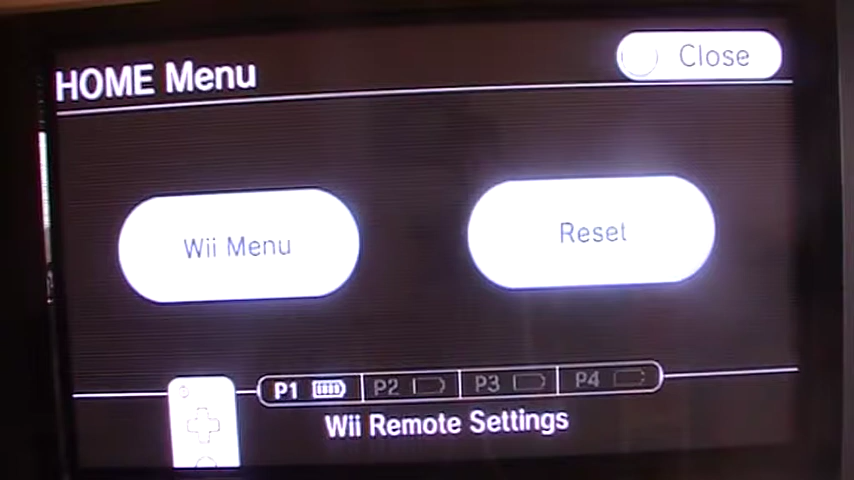 HOME Menu
Close
Wii Menu
Reset
P1 P2 P3 P4
Wii Remote Settings